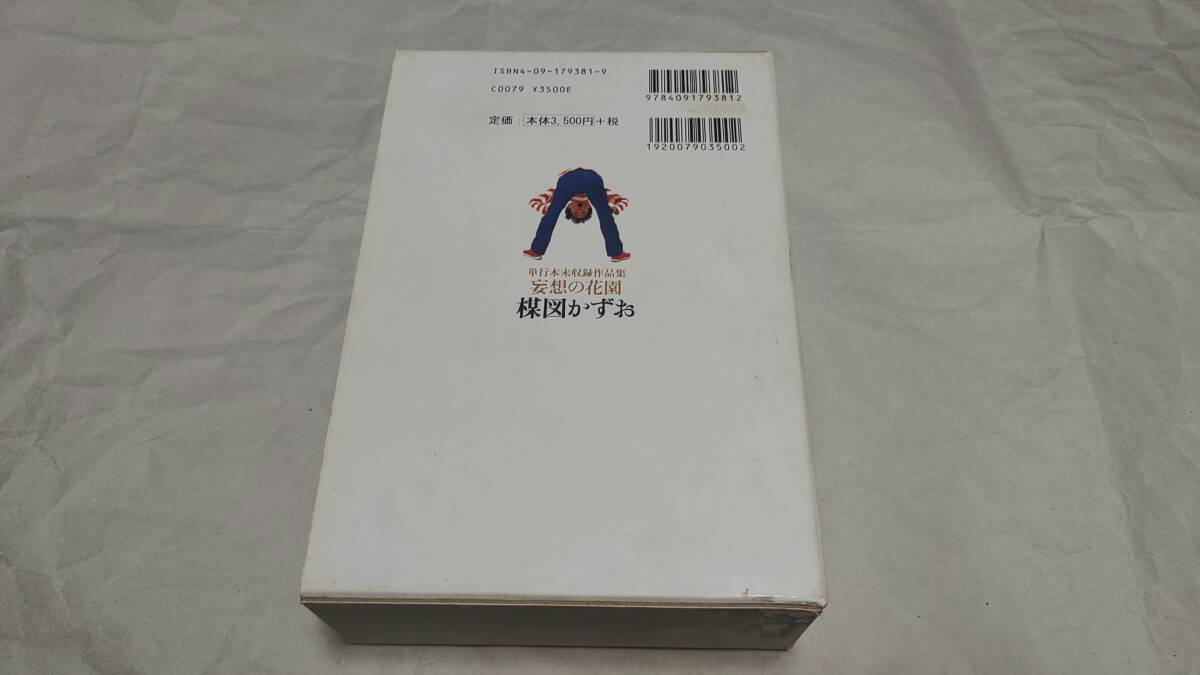 ISBN4-09-179381-9
C0079 ¥3500E
9784091793812
定価：本体3,500円＋税
1920079035002
単行本未収録作品集
妄想の花園
楳図かずお